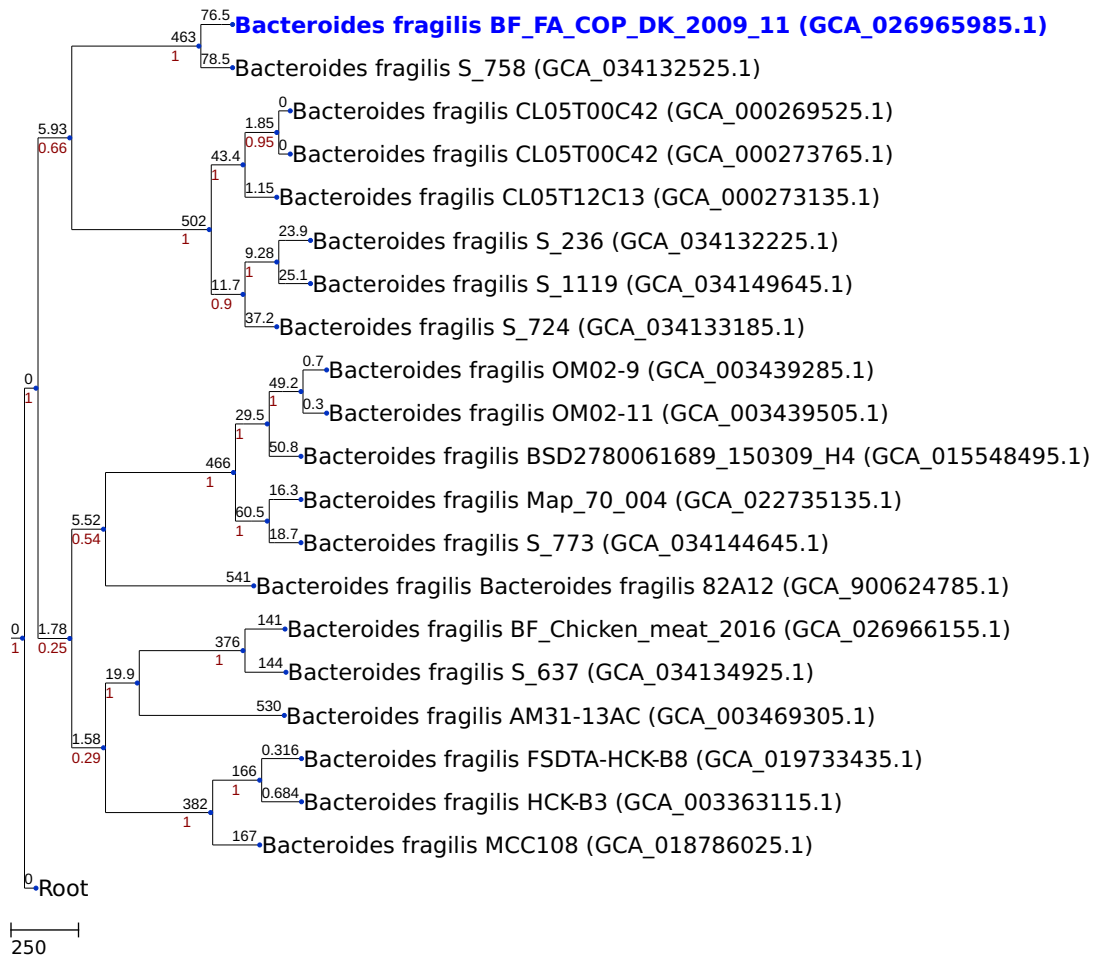 76.5
Bacteroides fragilis BF_FA_COP_DK_2009_11 (GCA_026965985.1)
463
1
78.5
Bacteroides fragilis S_758 (GCA_034132525.1)
0
Bacteroides fragilis CL05T00C42 (GCA_000269525.1)
1.85
5.93
0.66
0.95
0
Bacteroides fragilis CL05T00C42 (GCA_000273765.1)
43.4
1
1.15
Bacteroides fragilis CL05T12C13 (GCA_000273135.1)
502
1
23.9
Bacteroides fragilis S_236 (GCA_034132225.1)
9.28
1
25.1
Bacteroides fragilis S_1119 (GCA_034149645.1)
11.7
0.9
37.2
Bacteroides fragilis S_724 (GCA_034133185.1)
0.7
Bacteroides fragilis OM02-9 (GCA_003439285.1)
0
1
49.2
1
0.3
Bacteroides fragilis OM02-11 (GCA_003439505.1)
29.5
1
50.8
Bacteroides fragilis BSD2780061689_150309_H4 (GCA_015548495.1)
466
1
16.3
Bacteroides fragilis Map_70_004 (GCA_022735135.1)
60.5
1
5.52
0.54
18.7
Bacteroides fragilis S_773 (GCA_034144645.1)
541
Bacteroides fragilis Bacteroides fragilis 82A12 (GCA_900624785.1)
0
1
1.78
0.25
141
Bacteroides fragilis BF_Chicken_meat_2016 (GCA_026966155.1)
376
1
144
Bacteroides fragilis S_637 (GCA_034134925.1)
19.9
1
530
Bacteroides fragilis AM31-13AC (GCA_003469305.1)
1.58
0.29
0.316
Bacteroides fragilis FSDTA-HCK-B8 (GCA_019733435.1)
166
1
0.684
Bacteroides fragilis HCK-B3 (GCA_003363115.1)
382
1
167
Bacteroides fragilis MCC108 (GCA_018786025.1)
0
Root
250